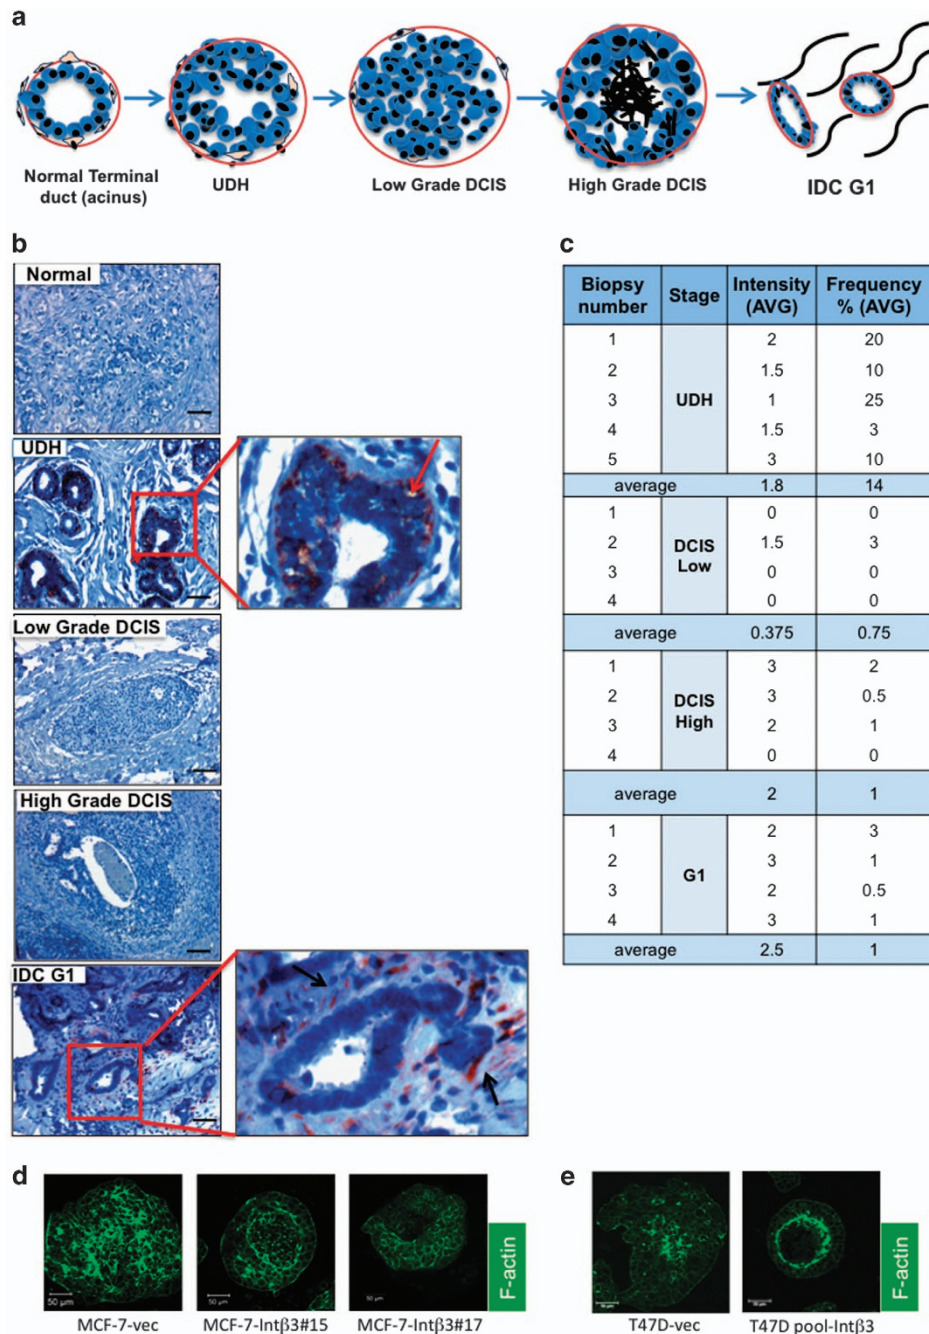 a
Normal Terminal
duct (acinus)
UDH
Low Grade DCIS
High Grade DCIS
IDC G1
b
Normal
UDH
Low Grade DCIS
High Grade DCIS
IDC G1
c
Biopsy number Stage Intensity (AVG) Frequency % (AVG)
1 2 20
2 1.5 10
3 UDH 1 25
4 1.5 3
5 3 10
average 1.8 14
1 0 0
2 DCIS 1.5 3
3 Low 0 0
4 0 0
average 0.375 0.75
1 3 2
2 DCIS 3 0.5
3 High 2 1
4 0 0
average 2 1
1 2 3
2 G1 3 1
3 2 0.5
4 3 1
average 2.5 1
d
50 µm
50 µm
50 µm
F-actin
MCF-7-vec
MCF-7-Intβ3#15
MCF-7-Intβ3#17
e
F-actin
T47D-vec
T47D pool-Intβ3